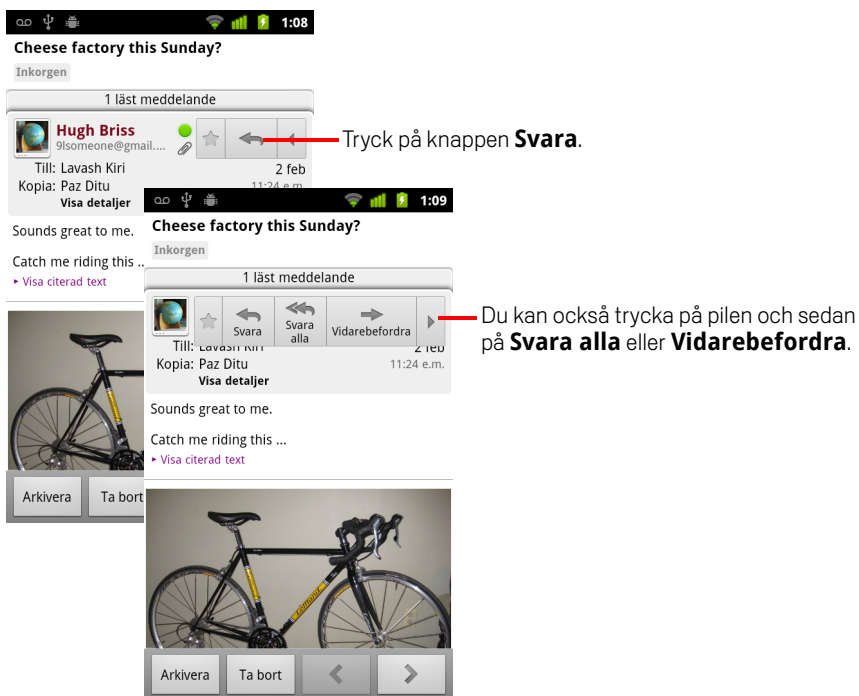 1:08
Cheese factory this Sunday?
Inkorgen
1 läst meddelande
Hugh Briss
9lsomeone@gmail....
Till: Lavash Kiri
2 feb
Kopia: Paz Ditu
11:24 e.m.
Visa detaljer
Sounds great to me.
Catch me riding this ..
Visa citerad text
Arkivera
Ta bort
Tryck på knappen Svara.
1:09
Cheese factory this Sunday?
Inkorgen
1 läst meddelande
Svara
Svara alla
Vidarebefordra
Till: Lavash Kiri
2 feb
Kopia: Paz Ditu
11:24 e.m.
Visa detaljer
Sounds great to me.
Catch me riding this ...
Visa citerad text
Arkivera
Ta bort
Du kan också trycka på pilen och sedan
på Svara alla eller Vidarebefordra.